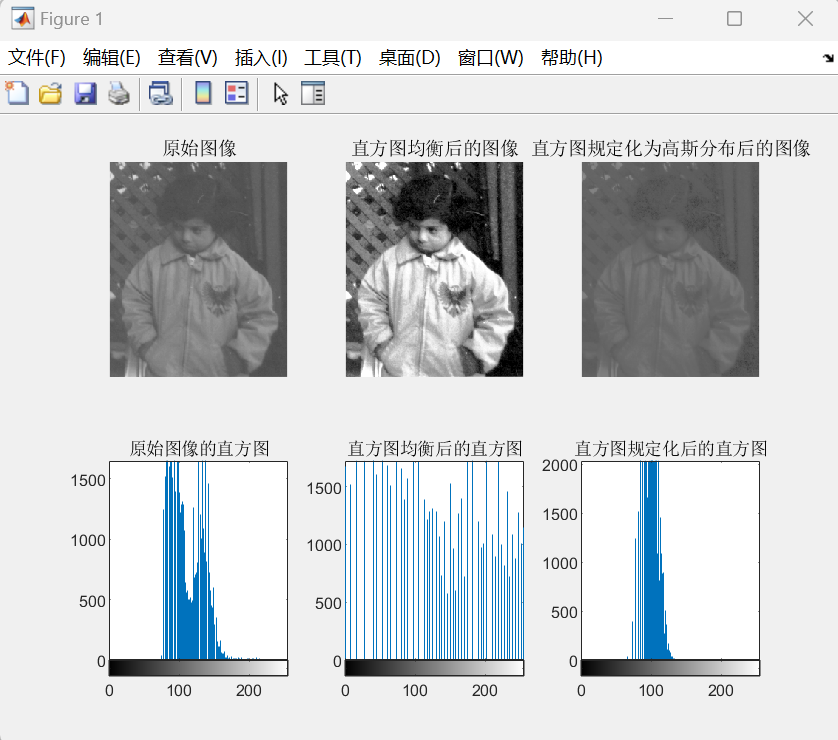 Figure 1
文件(F) 编辑(E) 查看(V) 插入(I) 工具(T) 桌面(D) 窗口(W) 帮助(H)
原始图像 直方图均衡后的图像 直方图规定化为高斯分布后的图像
原始图像的直方图 直方图均衡后的直方图 直方图规定化后的直方图
1500 1500 2000
1000 1000 1500
500 500 1000
0 0 500
0
0 100 200 0 100 200 0 100 200